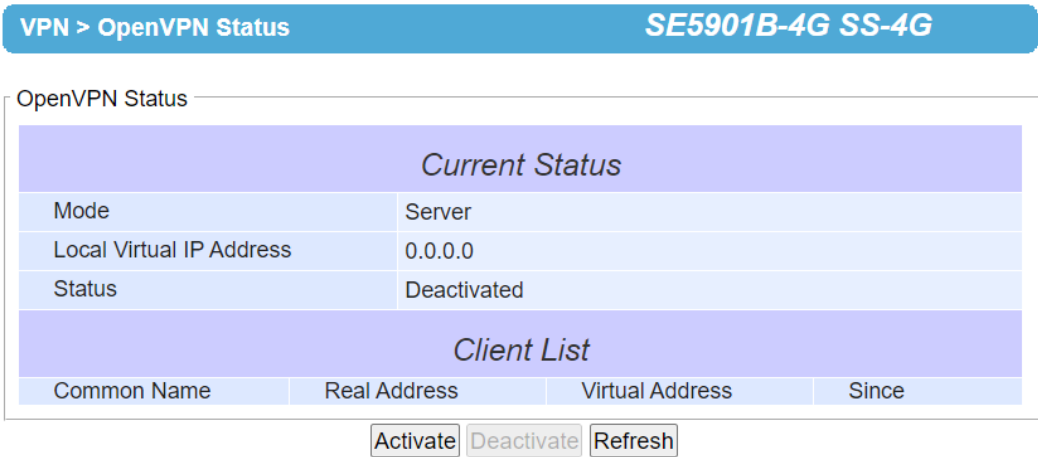 VPN > OpenVPN Status SE5901B-4G SS-4G
OpenVPN Status
Current Status
Mode Server
Local Virtual IP Address 0.0.0.0
Status Deactivated
Client List
Common Name Real Address Virtual Address Since
Activate Deactivate Refresh